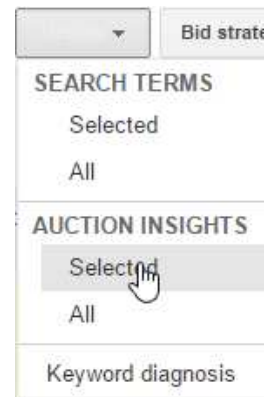 Bid strate
SEARCH TERMS
Selected
All
AUCTION INSIGHTS
Selected
All
Keyword diagnosis